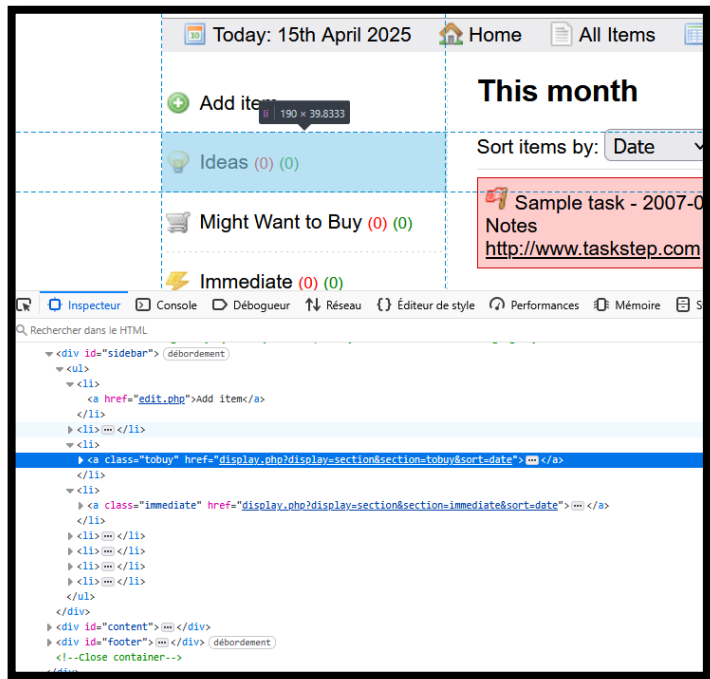 Today: 15th April 2025 Home All Items
Add item
li 190 × 39.8333
This month
Ideas (0) (0)
Sort items by: Date
Might Want to Buy (0) (0)
Sample task - 2007-0
Notes
http://www.taskstep.com
Immediate (0) (0)
Inspecteur Console Débogueur Réseau Éditeur de style Performances Mémoire S
Rechercher dans le HTML
<div id="sidebar"> débordement
<ul>
<li>
<a href="edit.php">Add item</a>
</li>
<li> ••• </li>
<li>
<a class="tobuy" href="display.php?display=section&section=tobuy&sort=date"> ••• </a>
</li>
<li>
<a class="immediate" href="display.php?display=section&section=immediate&sort=date"> ••• </a>
</li>
<li> ••• </li>
<li> ••• </li>
<li> ••• </li>
<li> ••• </li>
</ul>
</div>
<div id="content"> ••• </div>
<div id="footer"> ••• </div> débordement
<!--Close container-->
</div>